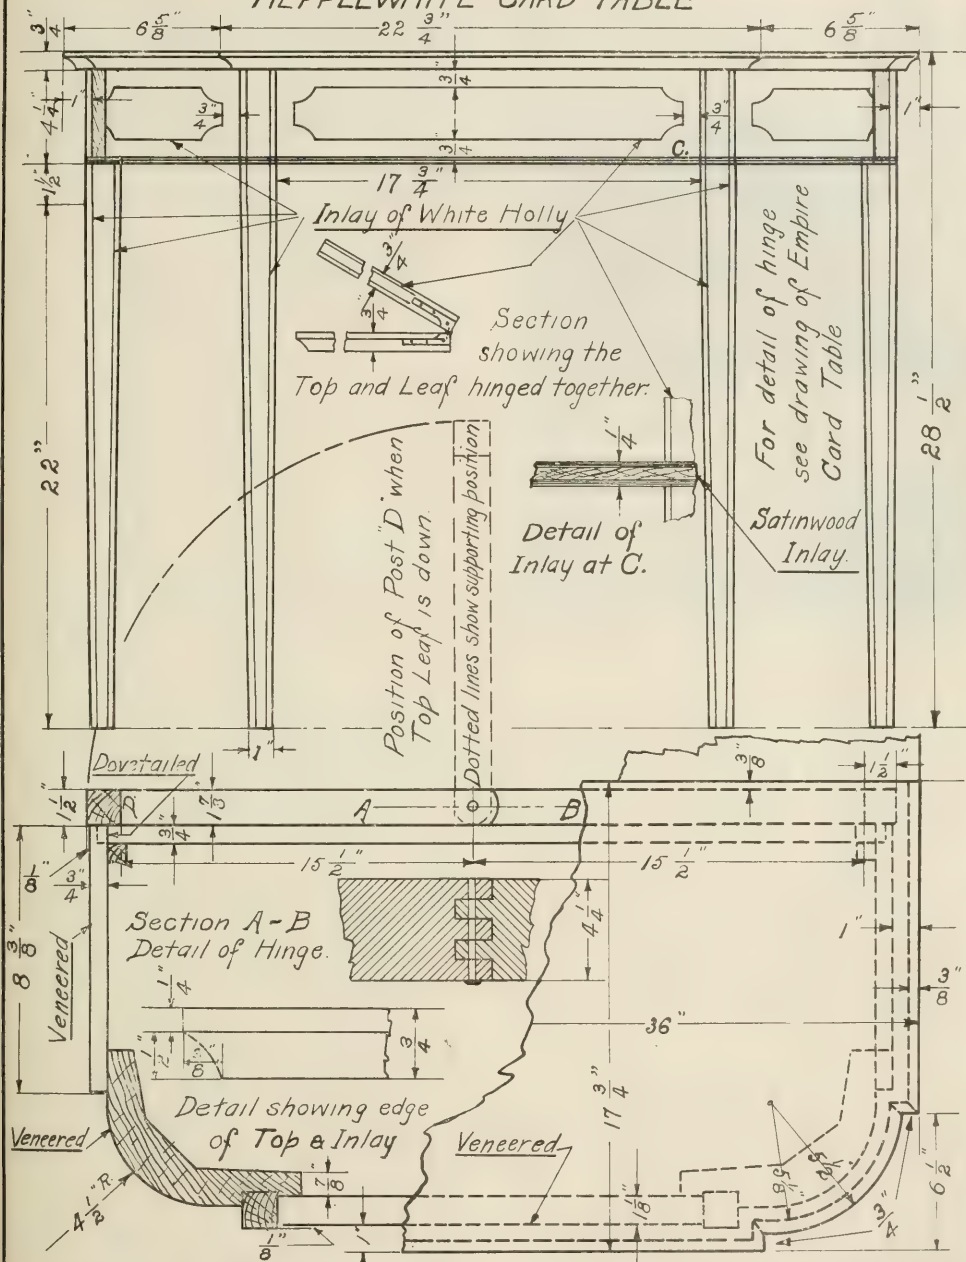 HEPPLEWHITE CARD TABLE
3/4"
6 5/8"
22 3/4"
6 5/8"
4 1/4"
1"
3/4"
3/4"
3/4"
1"
3/4
C.
1 1/2"
17 3/4"
Inlay of White Holly
3/4"
3/4"
Section
showing the
Top and Leaf hinged together.
For detail of hinge
see drawing of Empire
Card Table
28 1/2"
22"
1/4"
Position of Post "D" when
Top Leaf is down.
Dotted lines show supporting position
Detail of
Inlay at C.
Satinwood
Inlay.
1"
Dovetailed
3/8"
1 1/2"
1 1/2"
D.
A
B
3/4"
15 1/2"
15 1/2"
1/8"
3/4"
Section A-B
Detail of Hinge.
4 1/4"
1"
3/8"
8 3/8"
Veneered
1/4"
3/4
1/2"
36"
17 3/4"
Detail showing edge
of Top & Inlay
Veneered
Veneered
7/8"
4 1/2" R.
1/8"
1"
3/4"
6 1/2"